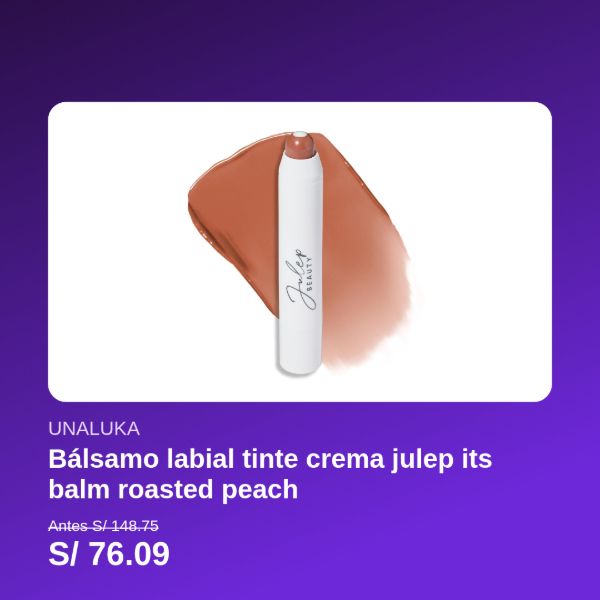 Julep
BEAUTY
UNALUKA
Bálsamo labial tinte crema julep its
balm roasted peach
Antes S/ 148.75
S/ 76.09